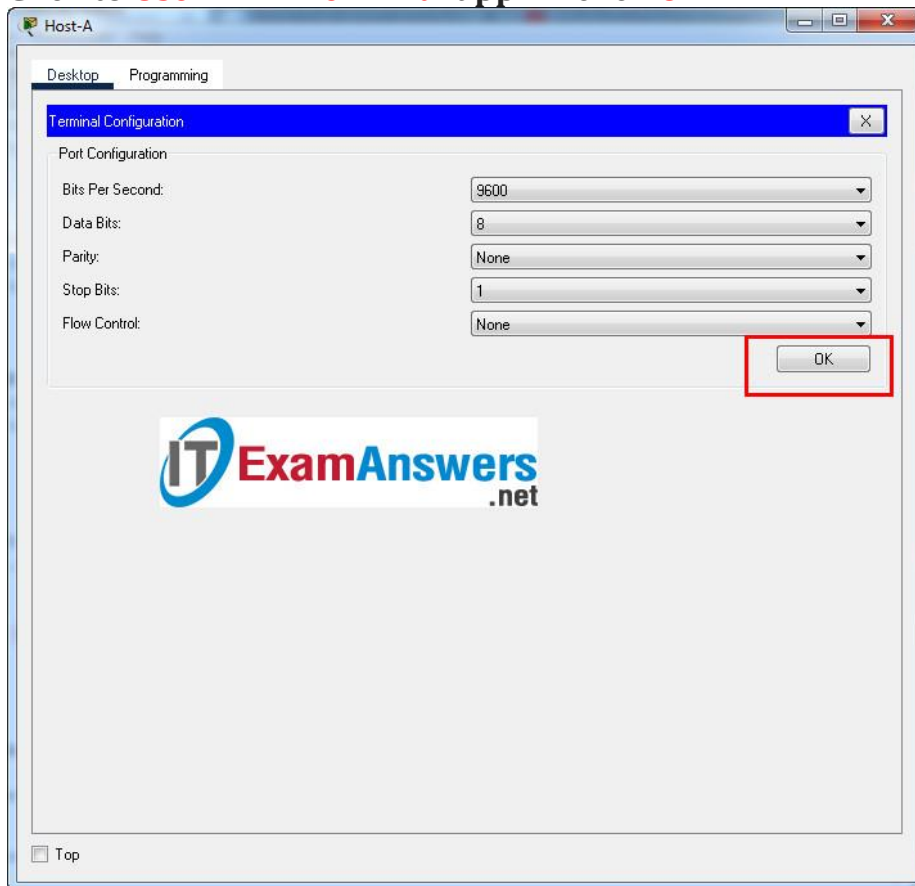 Host-A
Desktop Programming
Terminal Configuration
Port Configuration
Bits Per Second: 9600
Data Bits: 8
Parity: None
Stop Bits: 1
Flow Control: None
OK
IT ExamAnswers
.net
Top